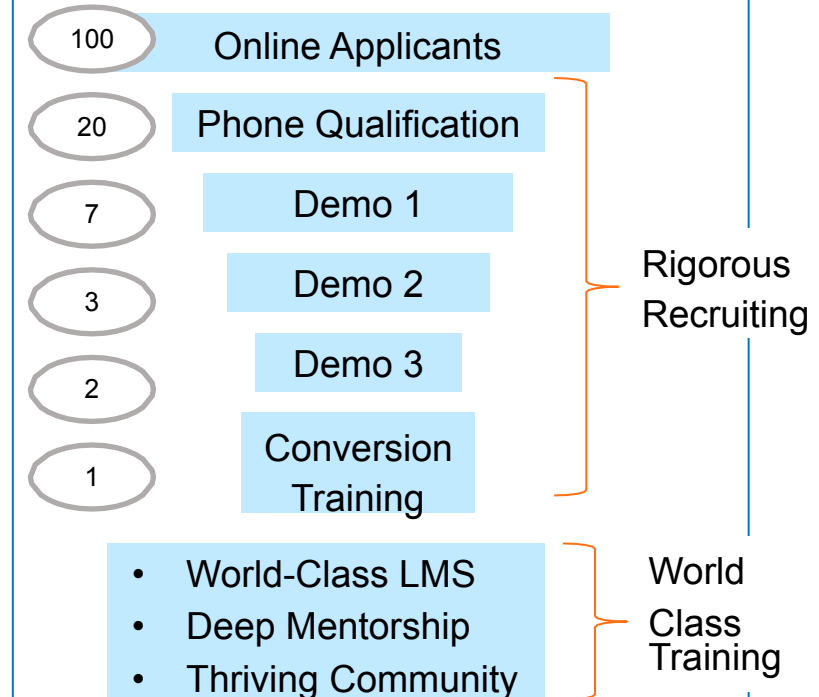 100
Online Applicants
20
Phone Qualification
7
Demo 1
3
Demo 2
2
Demo 3
1
Conversion
Training
Rigorous
Recruiting
• World-Class LMS
• Deep Mentorship
• Thriving Community
World
Class
Training